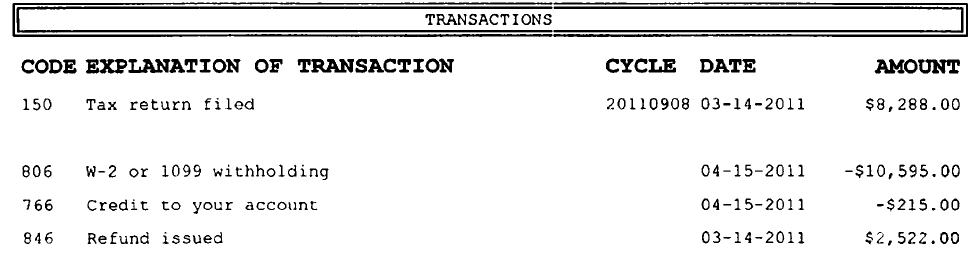 TRANSACTIONS
CODE EXPLANATION OF TRANSACTION CYCLE DATE AMOUNT
150 Tax return filed 20110908 03-14-2011 $8,288.00
806 W-2 or 1099 withholding 04-15-2011 -$10,595.00
766 Credit to your account 04-15-2011 -$215.00
846 Refund issued 03-14-2011 $2,522.00